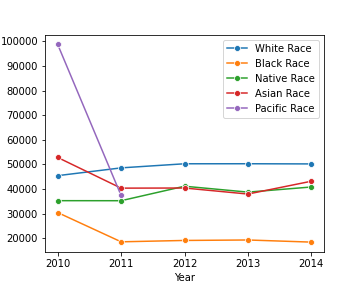 100000
90000
80000
70000
60000
50000
40000
30000
20000
White Race
Black Race
Native Race
Asian Race
Pacific Race
2010 2011 2012 2013 2014
Year